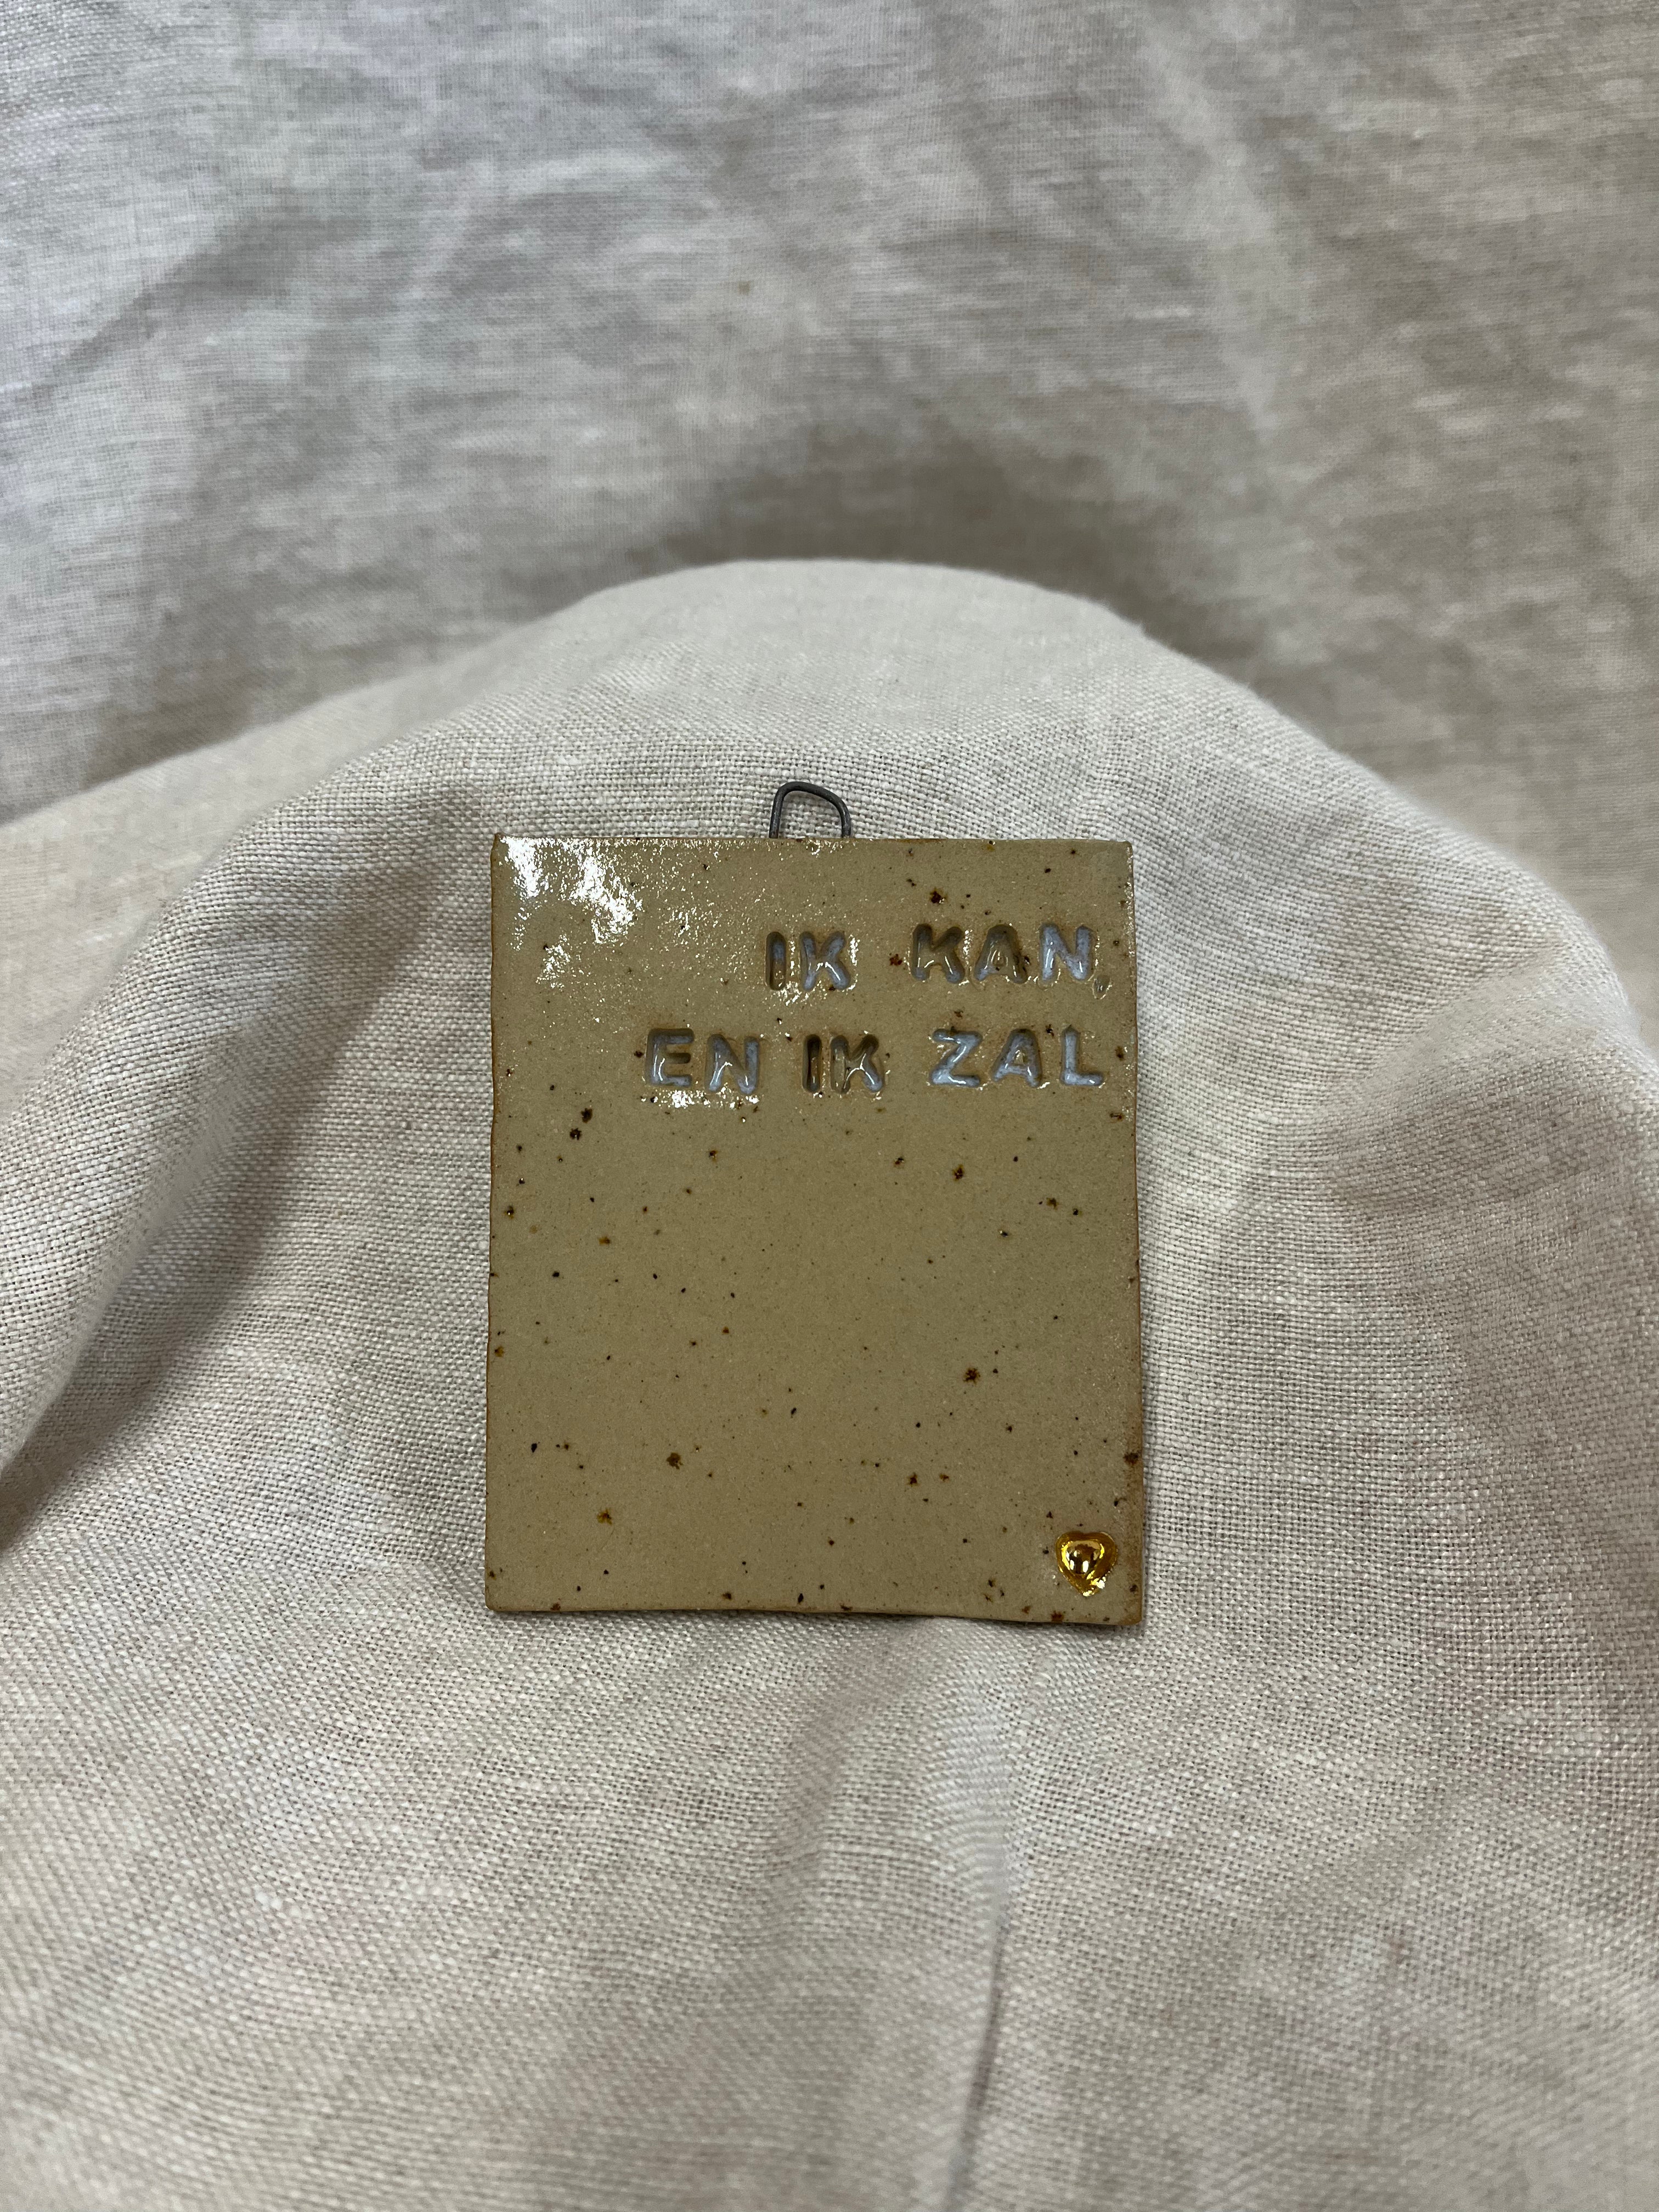 IK KAN,
EN IK ZAL